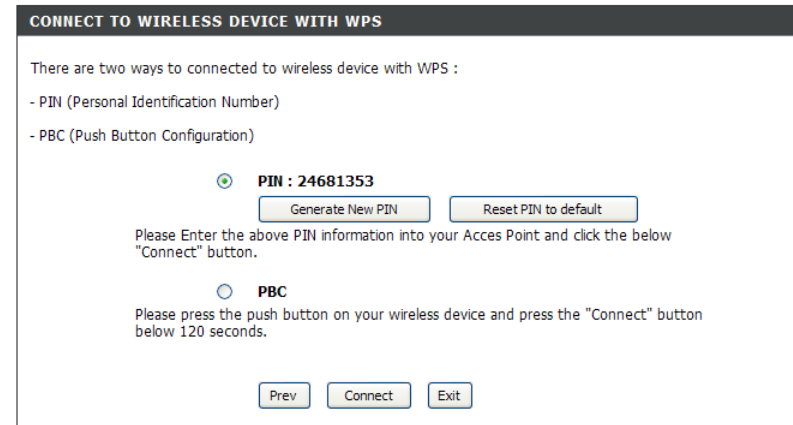 CONNECT TO WIRELESS DEVICE WITH WPS
There are two ways to connected to wireless device with WPS :
- PIN (Personal Identification Number)
- PBC (Push Button Configuration)
PIN : 24681353
Generate New PIN Reset PIN to default
Please Enter the above PIN information into your Acces Point and click the below
"Connect" button.
PBC
Please press the push button on your wireless device and press the "Connect" button
below 120 seconds.
Prev Connect Exit